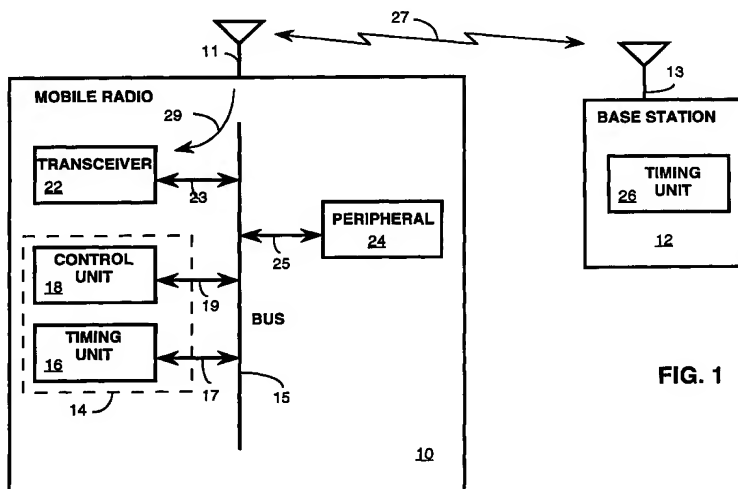 27
11
13
MOBILE RADIO
29
TRANSCEIVER
22
23
BASE STATION
TIMING
UNIT
26
12
PERIPHERAL
24
25
CONTROL
UNIT
18
19
BUS
TIMING
UNIT
16
17
15
14
10
FIG. 1